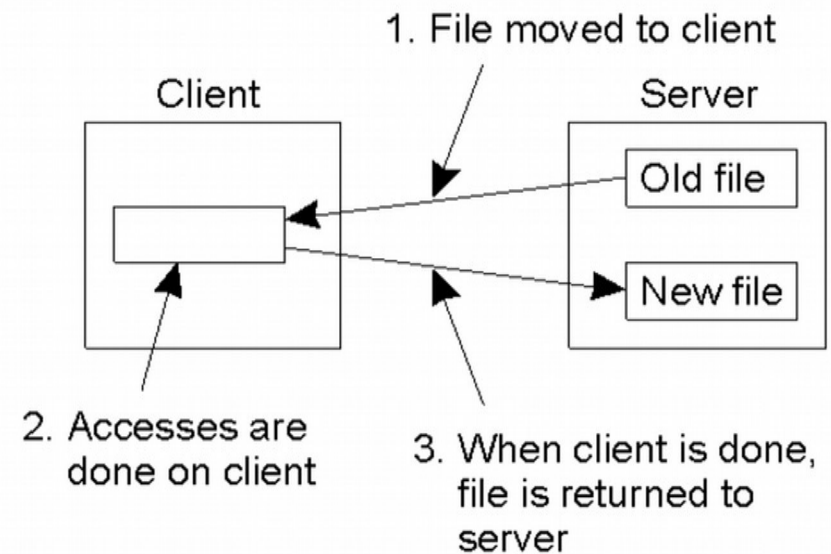 1. File moved to client
Client
Server
Old file
New file
2. Accesses are
done on client
3. When client is done,
file is returned to
server